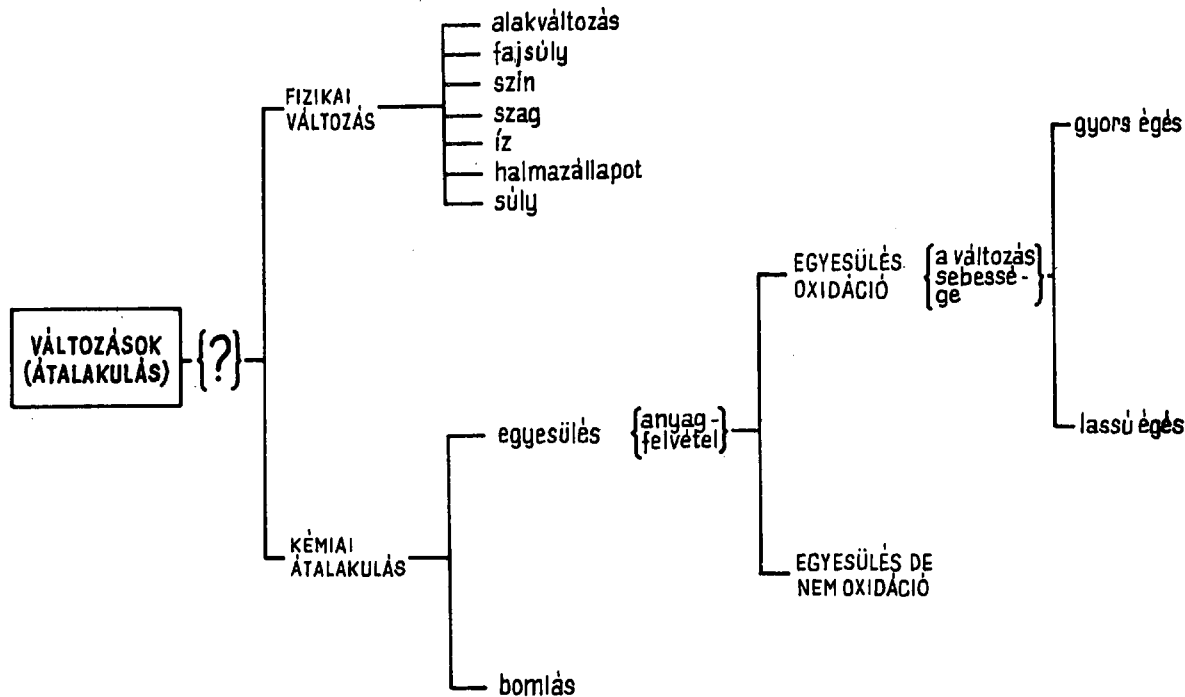 alakváltozás
fajsúly
szín
szag
íz
halmazállapot
súly
FIZIKAI
VÁLTOZÁS
gyors égés
EGYESÜLÉS
OXIDÁCIÓ
{a változás
sebessé-
ge}
VÁLTOZÁSOK
(ÁTALAKULÁS)
{?}
egyesülés
{anyag-
felvétel}
lassú égés
KÉMIAI
ÁTALAKULÁS
EGYESÜLÉS DE
NEM OXIDÁCIÓ
bomlás